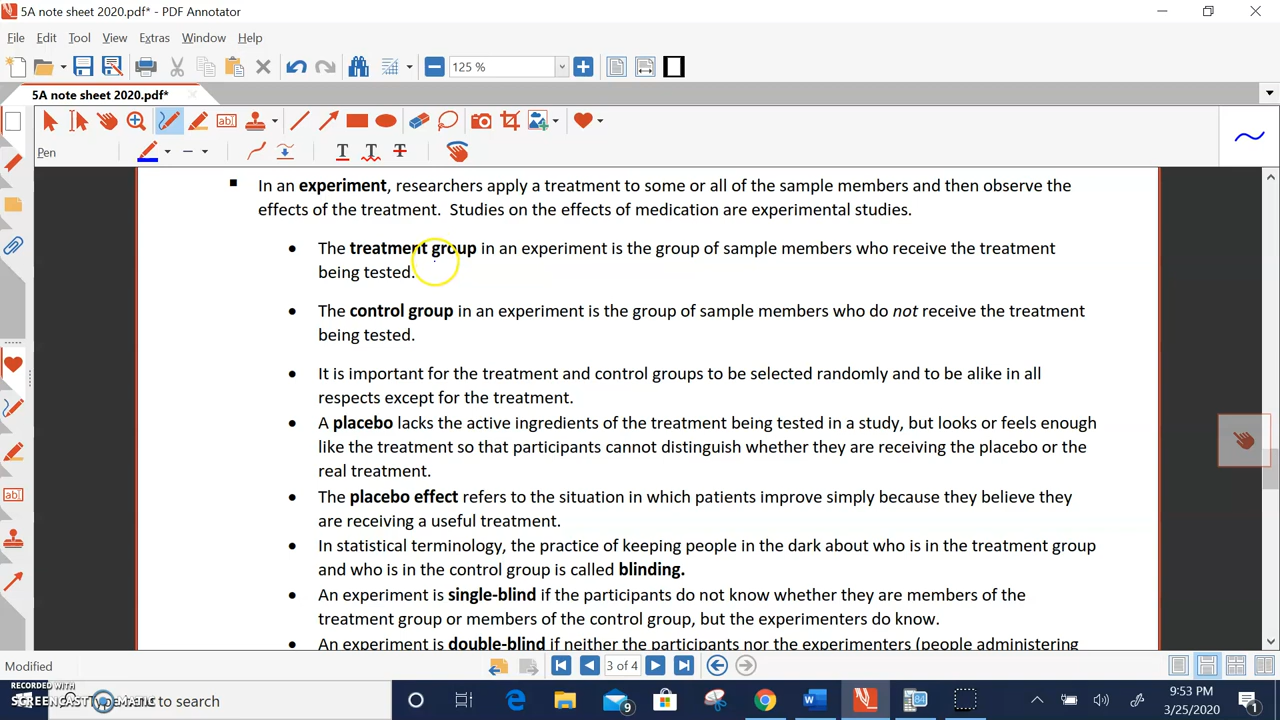 5A note sheet 2020.pdf* - PDF Annotator
File Edit Tool View Extras Window Help
125 %
5A note sheet 2020.pdf*
Pen
▪ In an experiment, researchers apply a treatment to some or all of the sample members and then observe the
effects of the treatment. Studies on the effects of medication are experimental studies.
• The treatment group in an experiment is the group of sample members who receive the treatment
being tested.
• The control group in an experiment is the group of sample members who do not receive the treatment
being tested.
• It is important for the treatment and control groups to be selected randomly and to be alike in all
respects except for the treatment.
• A placebo lacks the active ingredients of the treatment being tested in a study, but looks or feels enough
like the treatment so that participants cannot distinguish whether they are receiving the placebo or the
real treatment.
• The placebo effect refers to the situation in which patients improve simply because they believe they
are receiving a useful treatment.
• In statistical terminology, the practice of keeping people in the dark about who is in the treatment group
and who is in the control group is called blinding.
• An experiment is single-blind if the participants do not know whether they are members of the
treatment group or members of the control group, but the experimenters do know.
• An experiment is double-blind if neither the participants nor the experimenters (people administering
Modified
3 of 4
RECORDED WITH
SCREENCAST-O-MATIC
to search
9
84
9:53 PM
3/25/2020
1